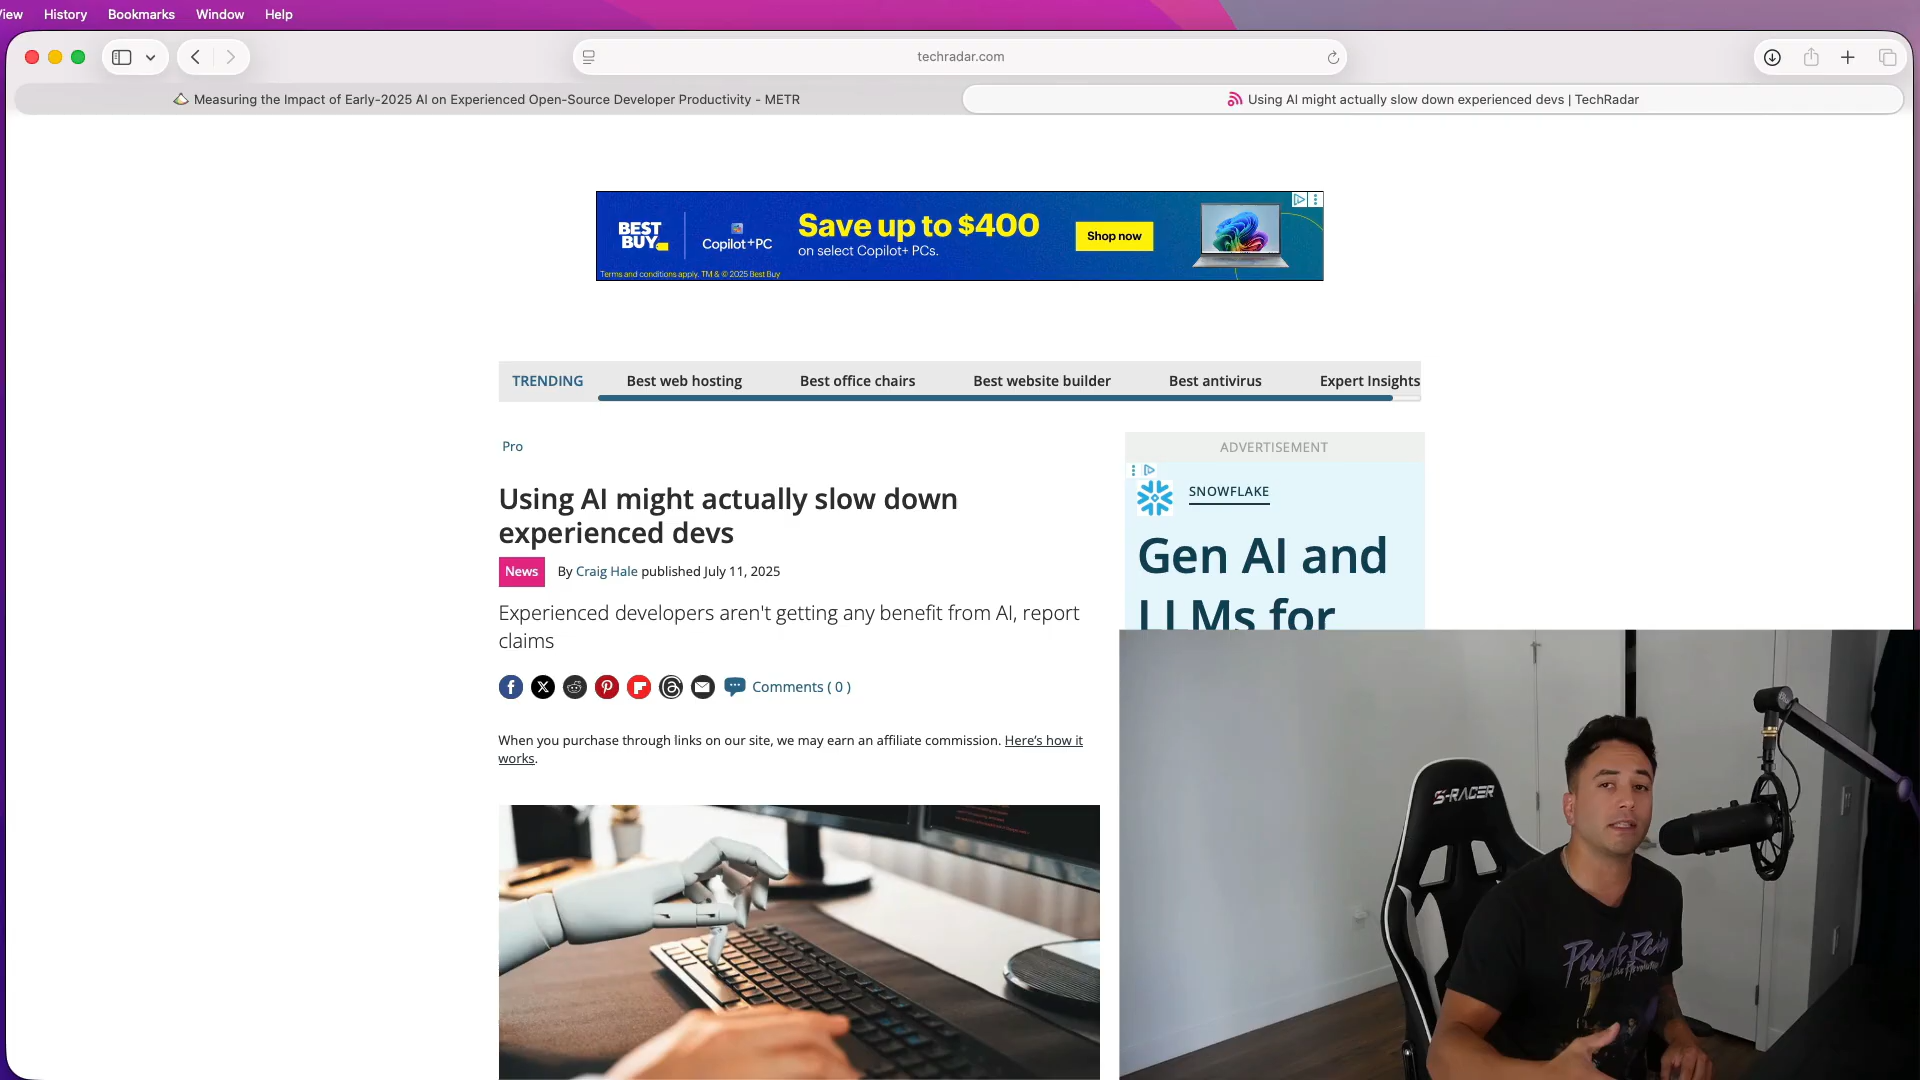 View History Bookmarks Window Help
techradar.com
Measuring the Impact of Early-2025 AI on Experienced Open-Source Developer Productivity - METR
Using AI might actually slow down experienced devs | TechRadar
BEST
BUY
Copilot+PC
Save up to $400
on select Copilot+ PCs.
Shop now
Terms and conditions apply. TM & © 2025 Best Buy
TRENDING Best web hosting Best office chairs Best website builder Best antivirus Expert Insights
Pro
Using AI might actually slow down
experienced devs
News By Craig Hale published July 11, 2025
Experienced developers aren't getting any benefit from AI, report
claims
Comments ( 0 )
When you purchase through links on our site, we may earn an affiliate commission. Here's how it
works.
ADVERTISEMENT
SNOWFLAKE
Gen AI and
LLMs for
S-RACER
Purple Rain